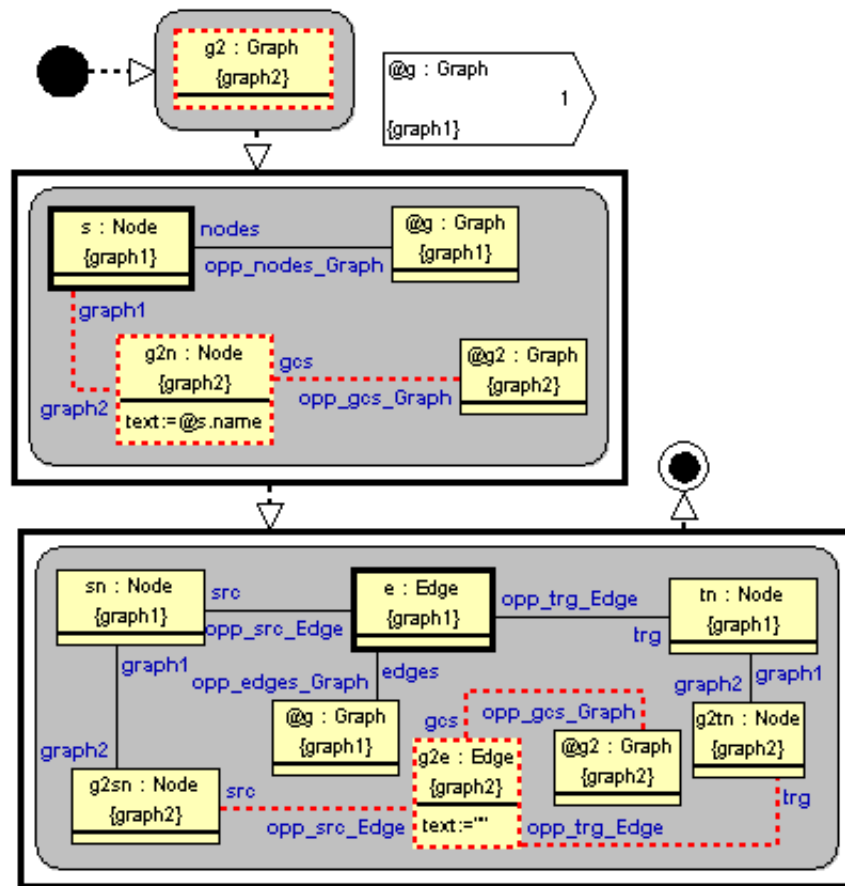 g2 : Graph
{graph2}
@g : Graph
1
{graph1}
s : Node
{graph1}
nodes
opp_nodes_Graph
@g : Graph
{graph1}
graph1
g2n : Node
{graph2}
text:=@s.name
graph2
gcs
opp_gcs_Graph
@g2 : Graph
{graph2}
sn : Node
{graph1}
src
opp_src_Edge
e : Edge
{graph1}
opp_trg_Edge
trg
tn : Node
{graph1}
graph1
opp_edges_Graph
edges
graph2
graph1
@g : Graph
{graph1}
gcs
opp_gcs_Graph
g2tn : Node
{graph2}
graph2
g2sn : Node
{graph2}
src
opp_src_Edge
g2e : Edge
{graph2}
text:=""
@g2 : Graph
{graph2}
opp_trg_Edge
trg